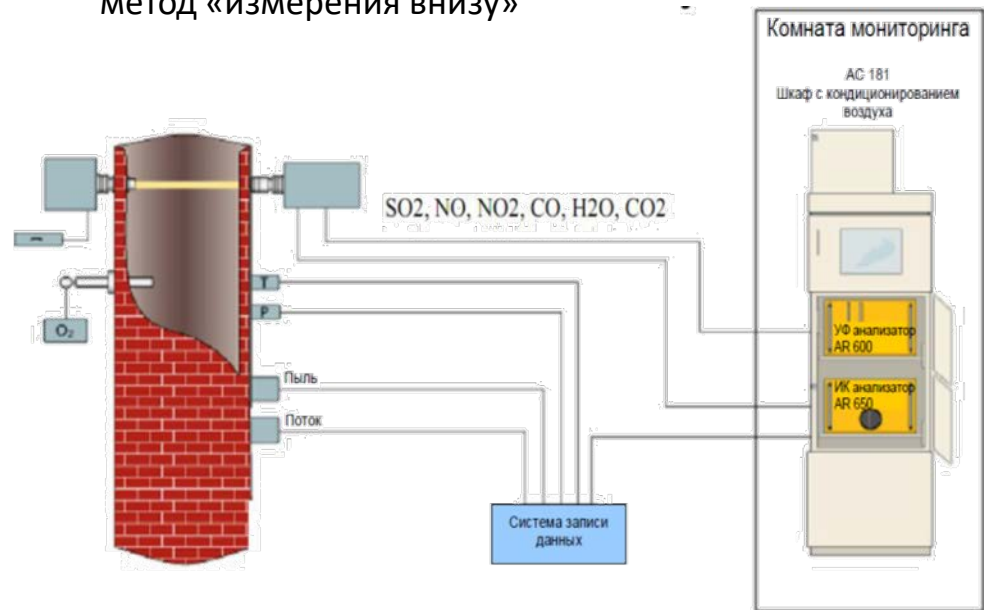 метод «измерения внизу»
Комната мониторинга
АС 181
Шкаф с кондиционированием
воздуха
SO2, NO, NO2, CO, H2O, CO2
T
P
O₂
УФ анализатор
AR 600
ИК анализатор
AR 650
Пыль
Поток
Система записи
данных